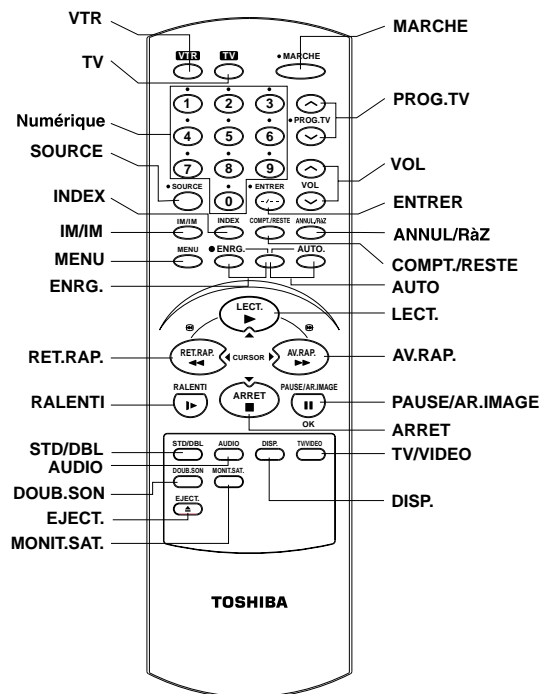 VTR
MARCHE
TV
Numérique
SOURCE
INDEX
IM/IM
MENU
ENRG.
RET.RAP.
RALENTI
STD/DBL
AUDIO
DOUB.SON
EJECT.
MONIT.SAT.
PROG.TV
VOL
ENTRER
ANNUL/RàZ
COMPT./RESTE
AUTO
LECT.
AV.RAP.
PAUSE/AR.IMAGE
ARRET
TV/VIDEO
DISP.
VTR TV MARCHE
1 2 3
4 5 6 PROG.TV
7 8 9
SOURCE 0 ENTRER VOL
-/--
IM/IM INDEX COMPT./RESTE ANNUL/RàZ
MENU ENRG. AUTO.
LECT.
RET.RAP. CURSOR AV.RAP.
RALENTI ARRET PAUSE/AR.IMAGE
OK
STD/DBL AUDIO DISP. TV/VIDEO
DOUB.SON MONIT.SAT.
EJECT.
TOSHIBA